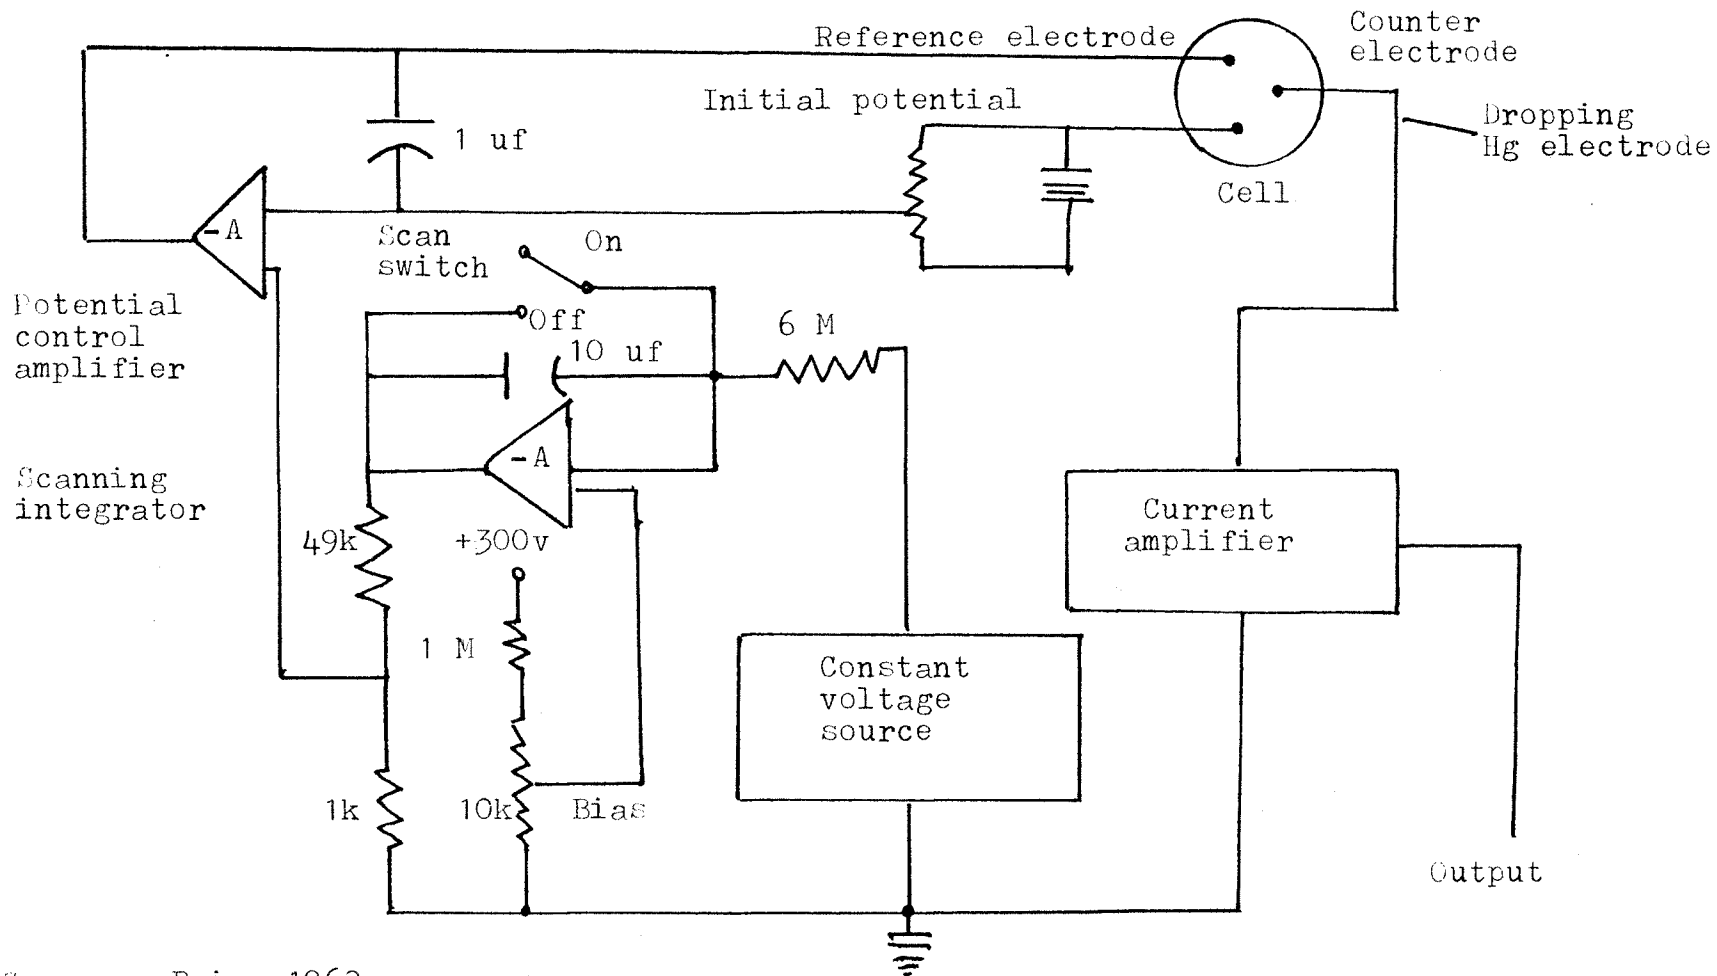 Reference electrode
Counter
electrode
Initial potential
Dropping
Hg electrode
1 uf
Cell
-A
Scan
switch
On
Off
Potential
control
amplifier
6 M
10 uf
-A
Scanning
integrator
49k
+300v
Current
amplifier
1 M
Constant
voltage
source
1k
10k
Bias
Output